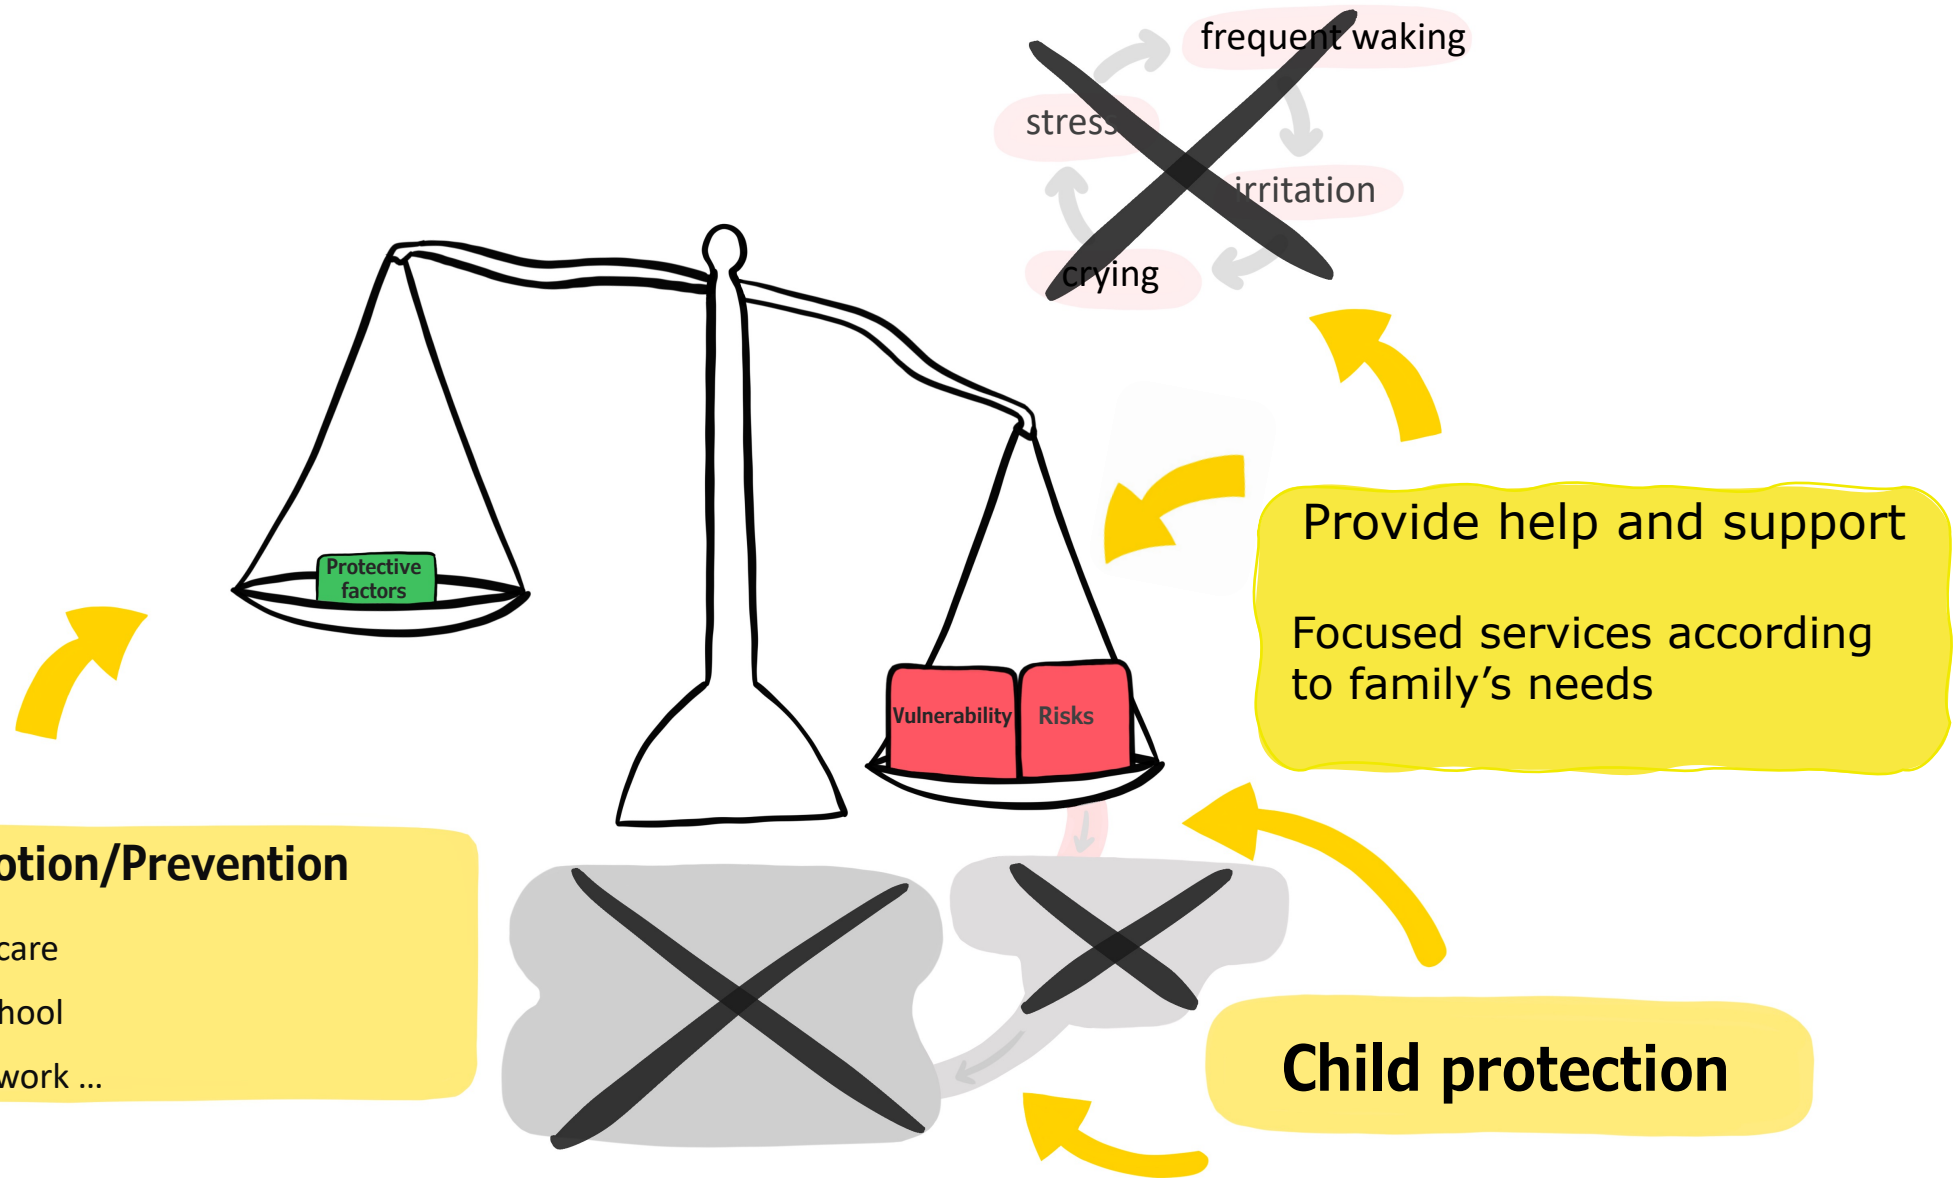 frequent waking
stress
irritation
crying
Protective
factors
Vulnerability
Risks
Provide help and support
Focused services according
to family's needs
otion/Prevention
care
hool
work ...
Child protection